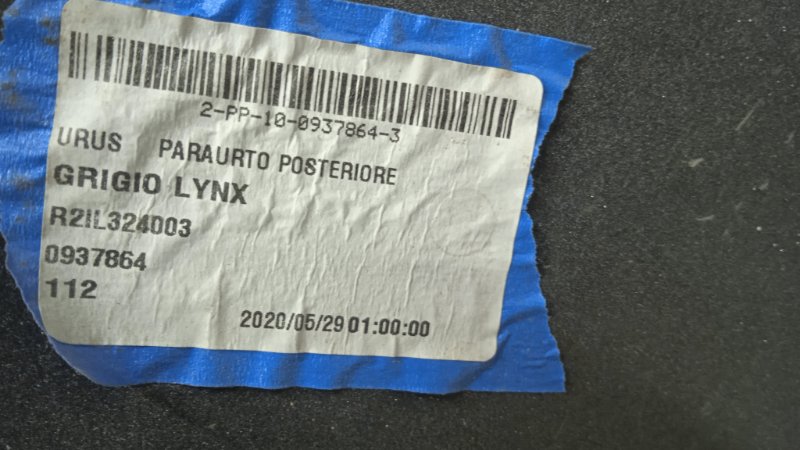 2-PP-10-0937864-3
URUS PARAURTO POSTERIORE
GRIGIO LYNX
R2IL324003
0937864
112
2020/05/29 01:00:00